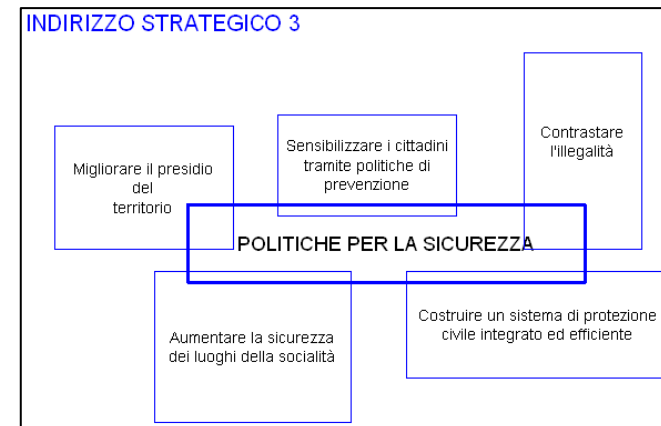 INDIRIZZO STRATEGICO 3
Contrastare
l'illegalità
Sensibilizzare i cittadini
tramite politiche di
prevenzione
Migliorare il presidio
del
territorio
POLITICHE PER LA SICUREZZA
Aumentare la sicurezza
dei luoghi della socialità
Costruire un sistema di protezione
civile integrato ed efficiente